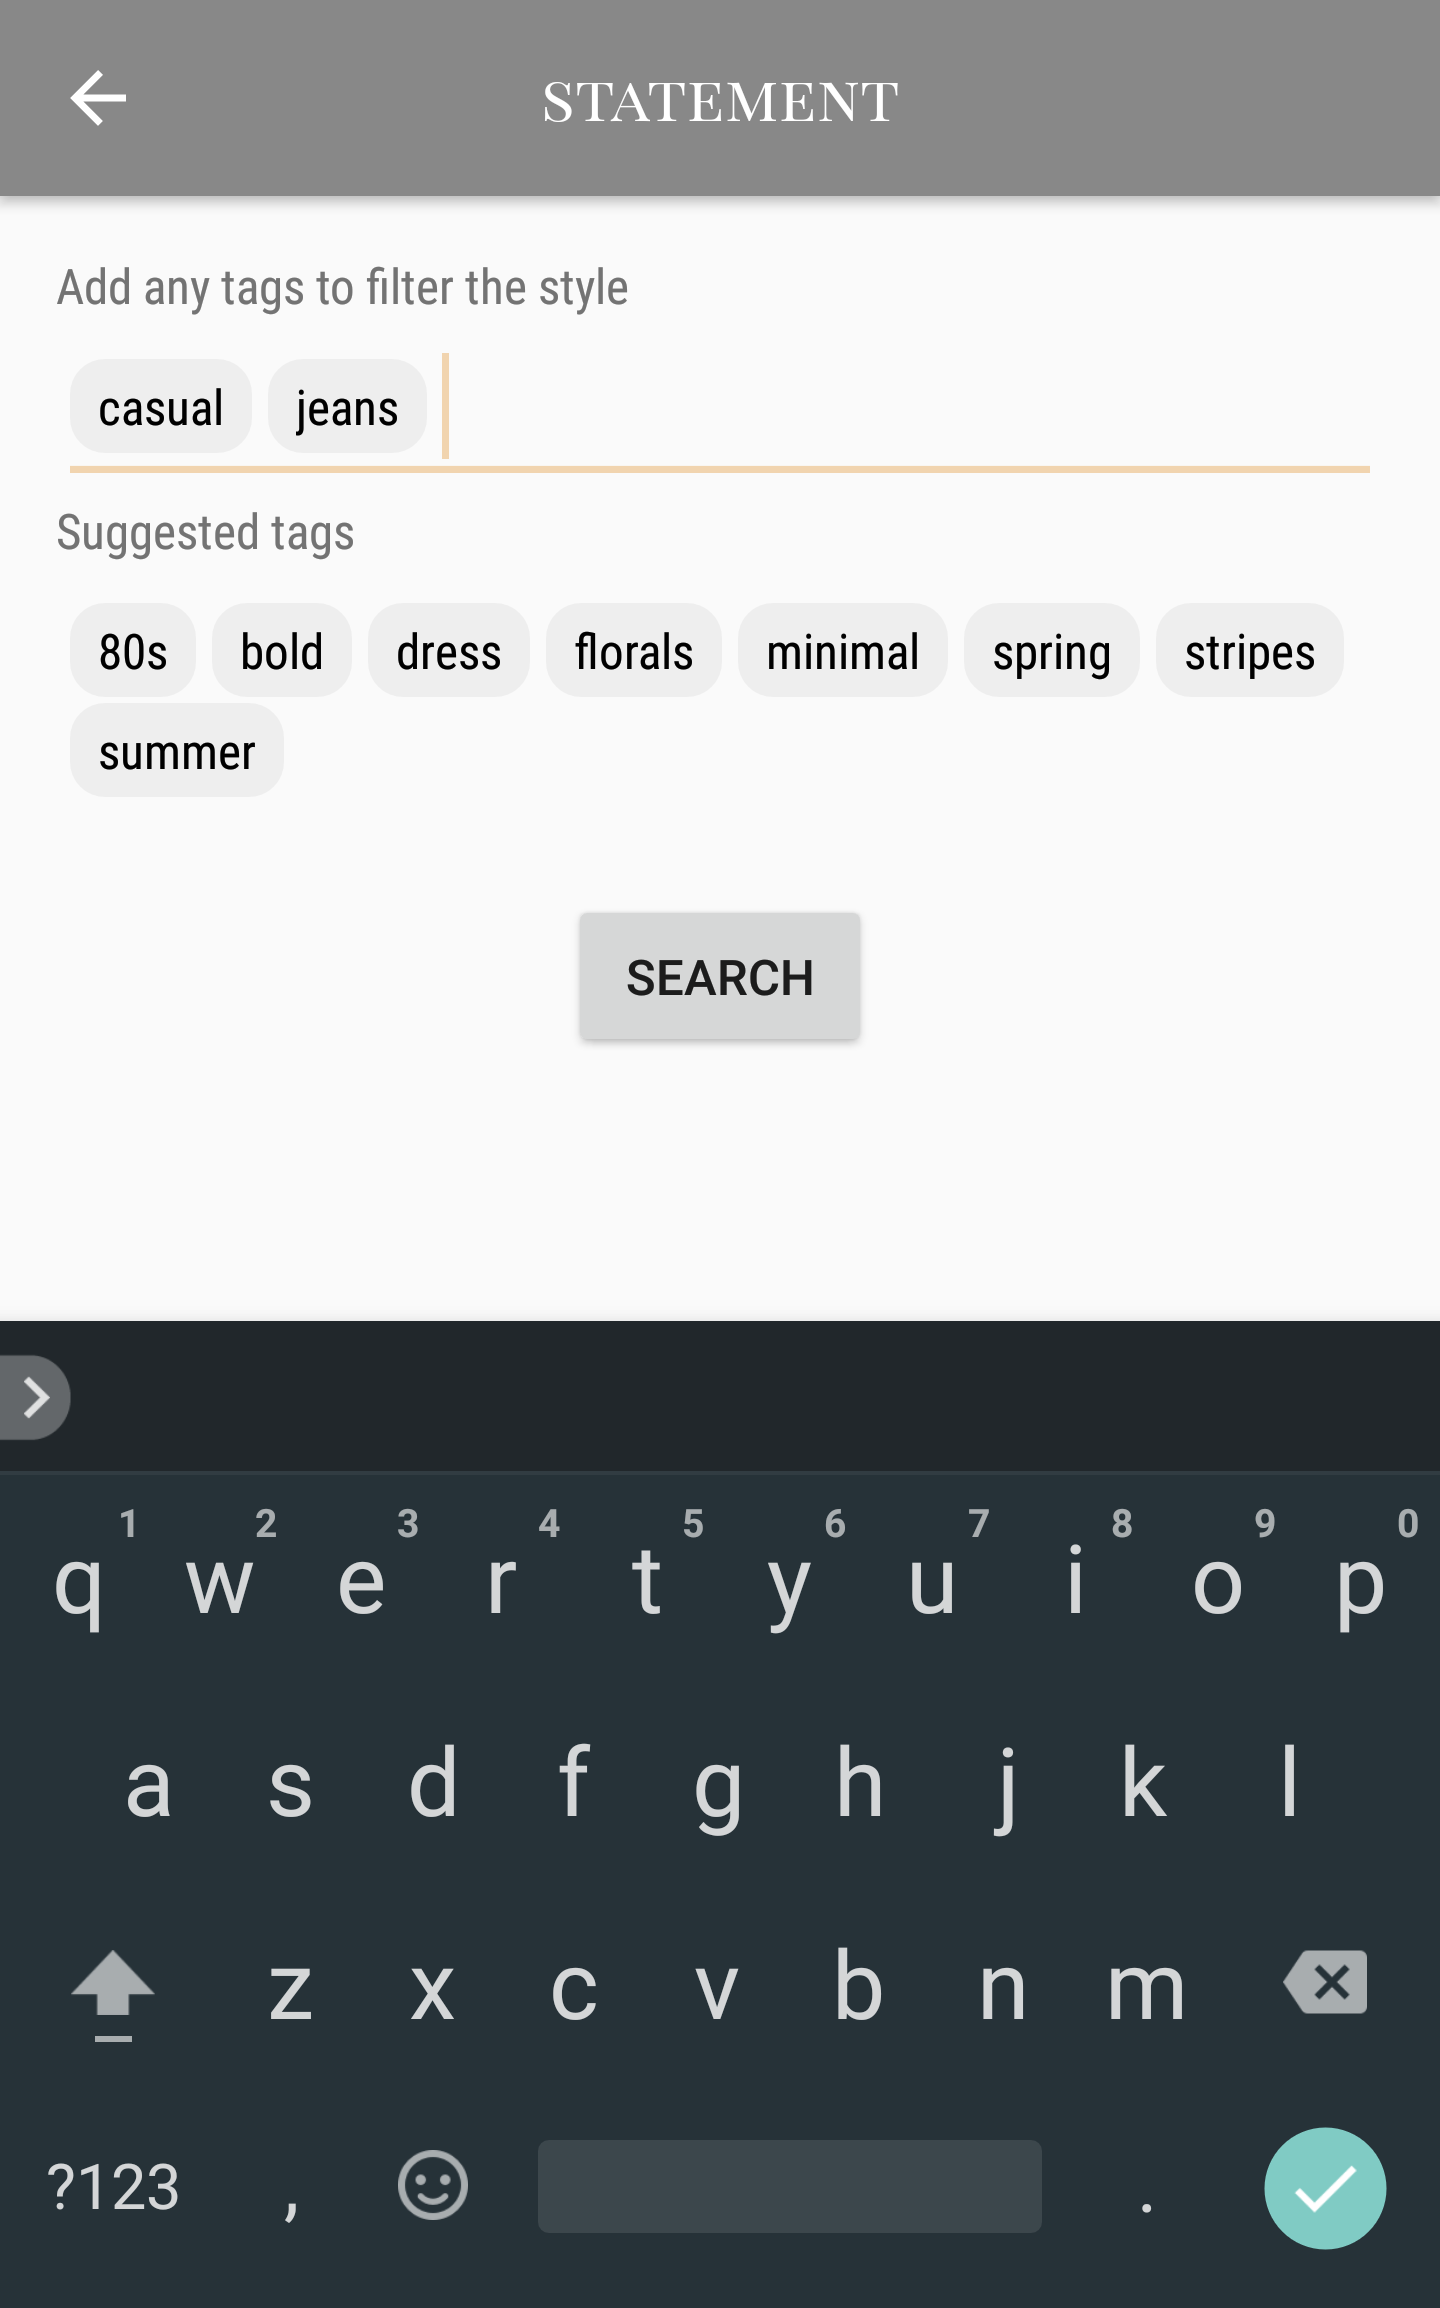 STATEMENT
Add any tags to filter the style
casual jeans
Suggested tags
80s bold dress florals minimal spring stripes
summer
SEARCH
1 2 3 4 5 6 7 8 9 0
q w e r t y u i o p
a s d f g h j k l
z x c v b n m
?123 , .